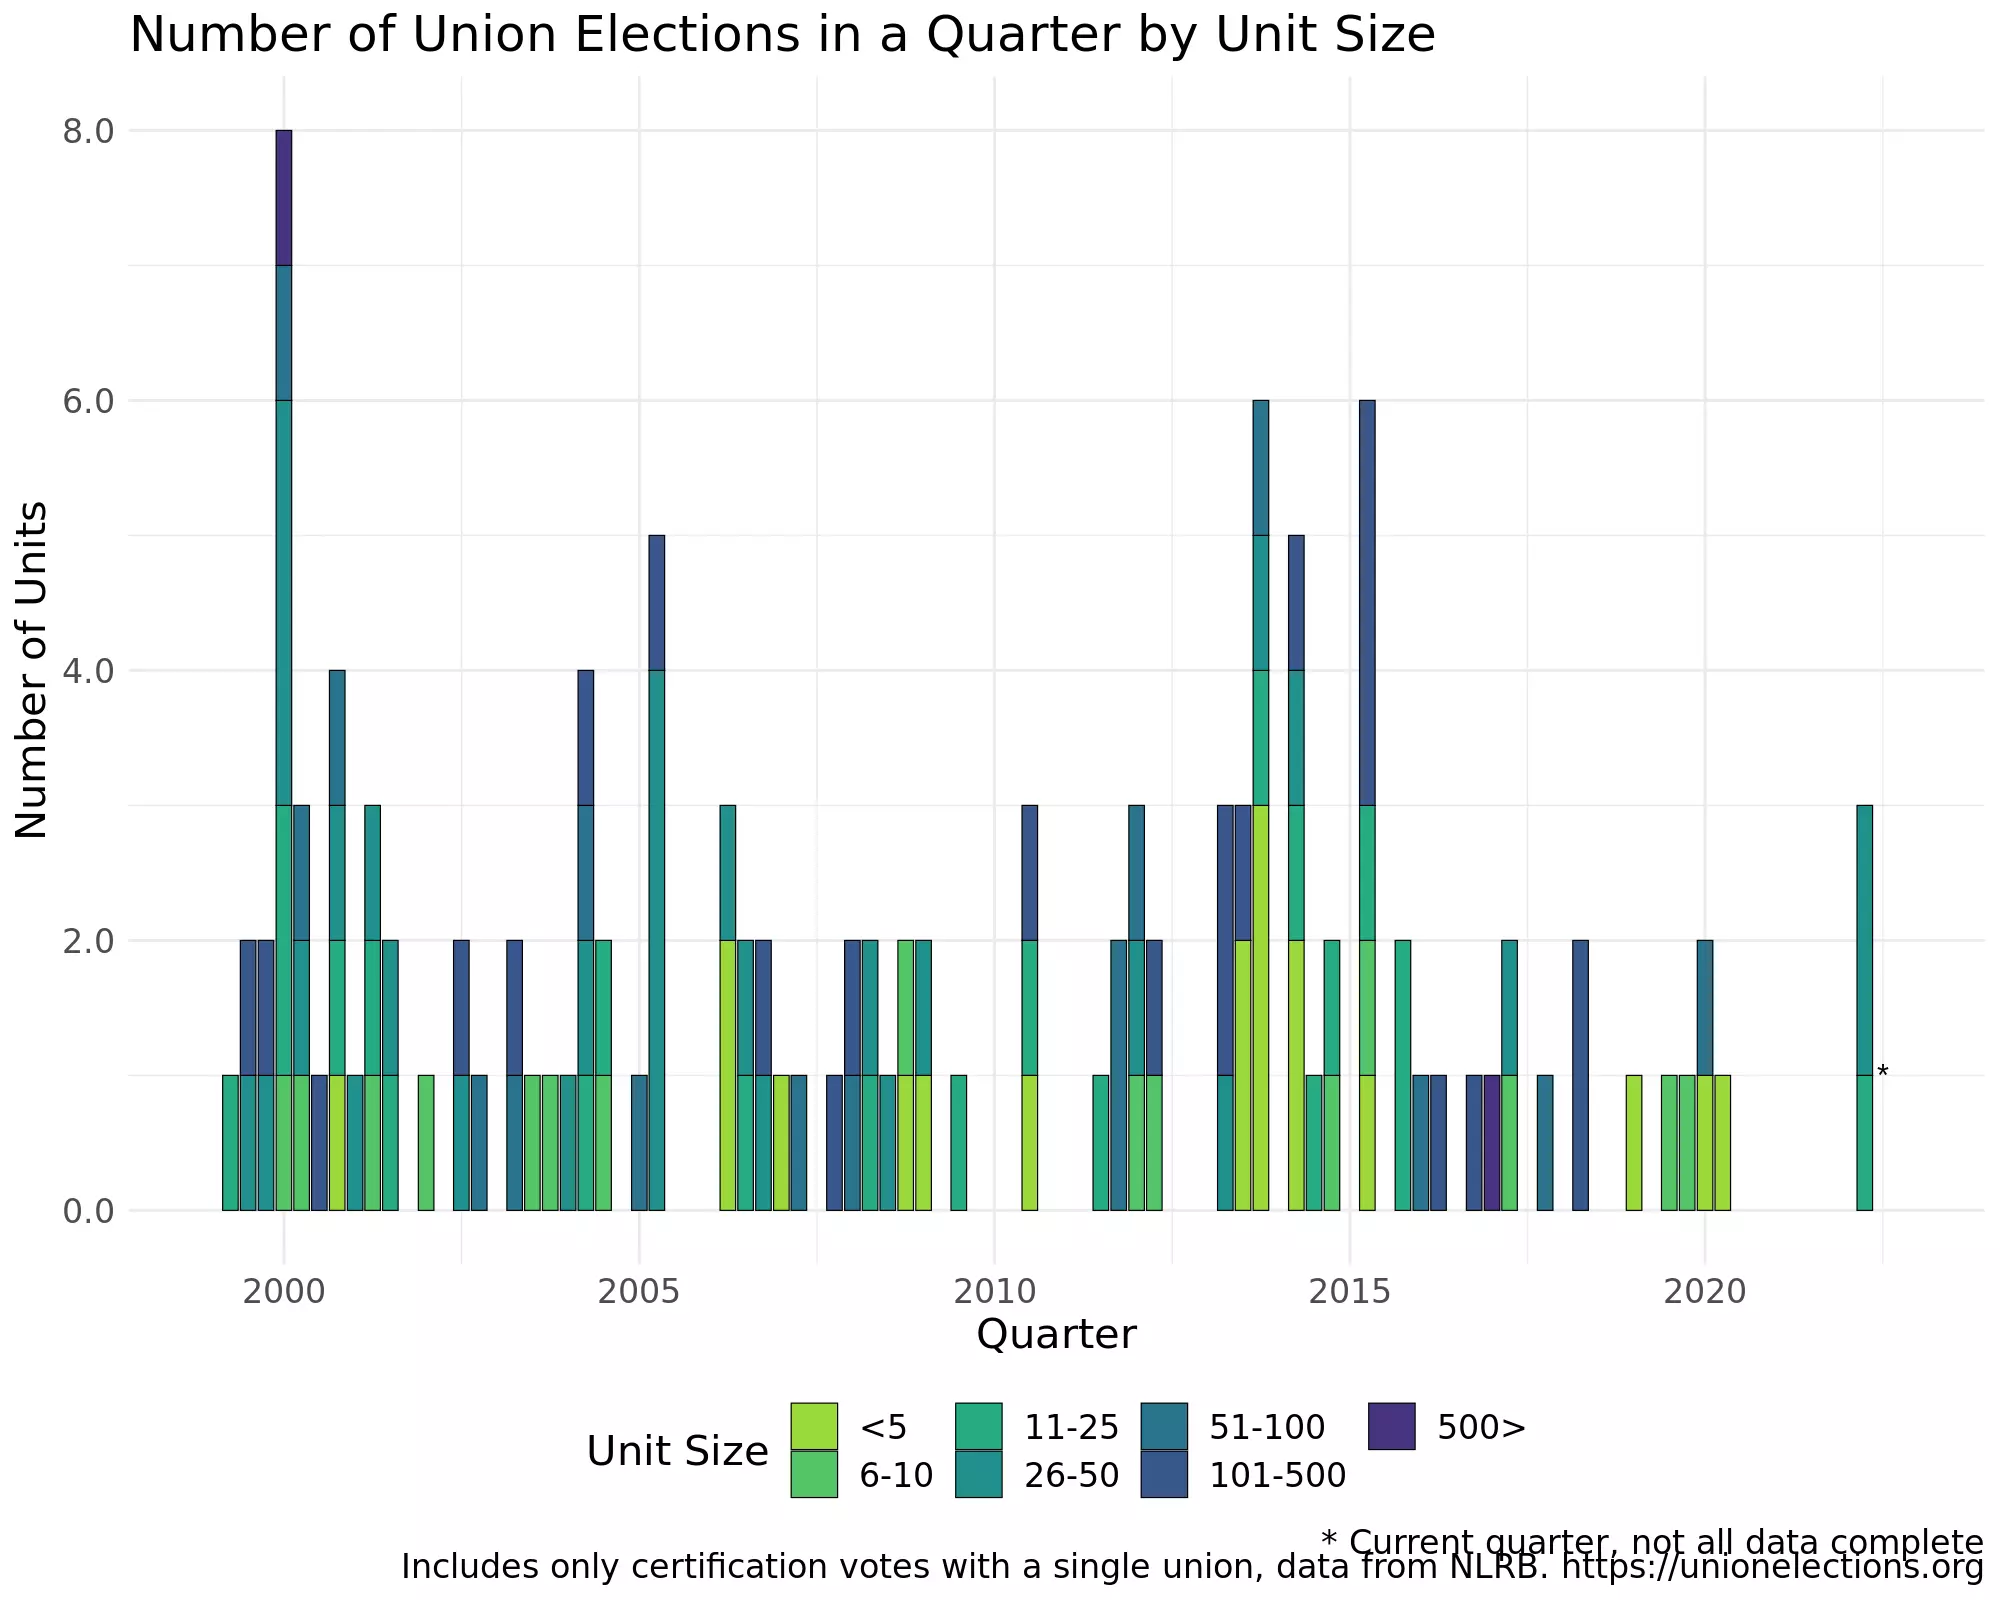 Number of Union Elections in a Quarter by Unit Size
Number of Units
8.0
6.0
4.0
2.0
0.0
*
2000 2005 2010 2015 2020
Quarter
Unit Size
<5 11-25 51-100 500>
6-10 26-50 101-500
* Current quarter, not all data complete
Includes only certification votes with a single union, data from NLRB. https://unionelections.org